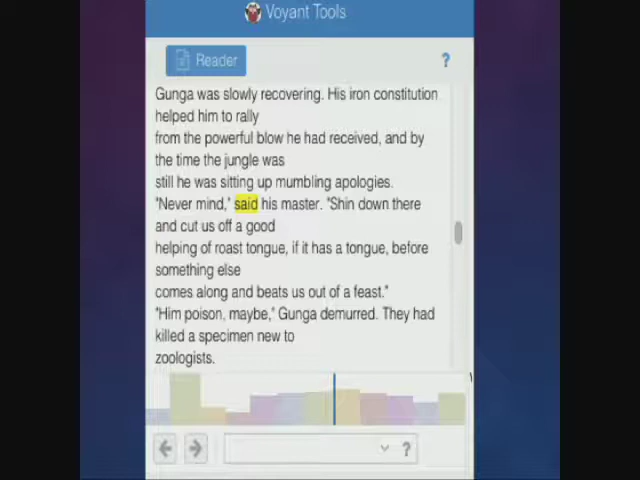 Voyant Tools
Reader
?
Gunga was slowly recovering. His iron constitution
helped him to rally
from the powerful blow he had received, and by
the time the jungle was
still he was sitting up mumbling apologies.
"Never mind," said his master. "Shin down there
and cut us off a good
helping of roast tongue, if it has a tongue, before
something else
comes along and beats us out of a feast."
"Him poison, maybe," Gunga demurred. They had
killed a specimen new to
zoologists.
?